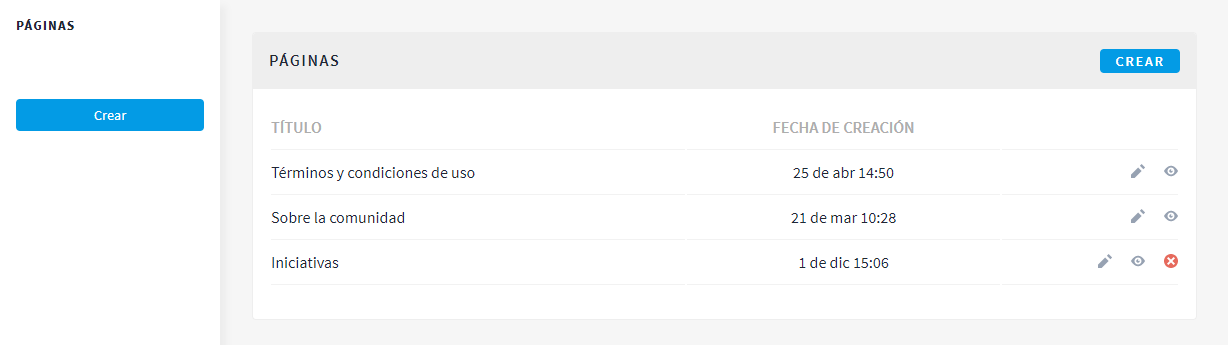 PÁGINAS
Crear
PÁGINAS
CREAR
TÍTULO FECHA DE CREACIÓN
Términos y condiciones de uso 25 de abr 14:50
Sobre la comunidad 21 de mar 10:28
Iniciativas 1 de dic 15:06